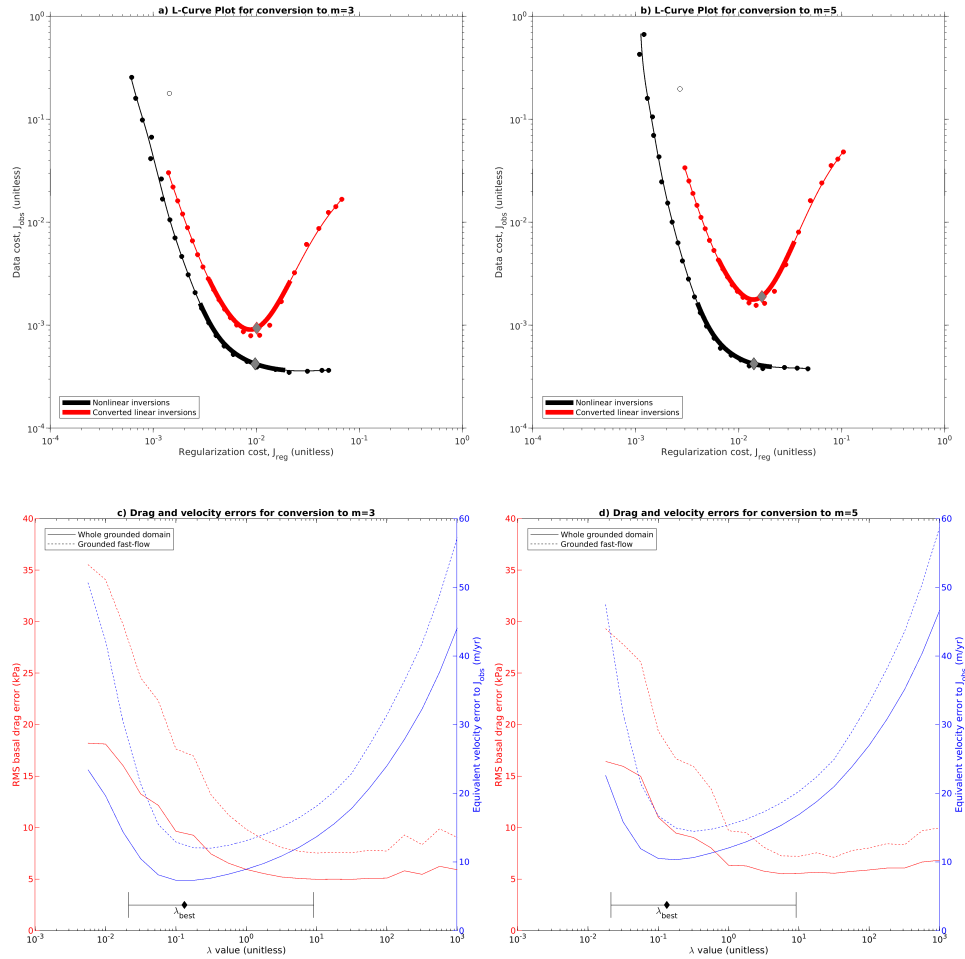 a) L-Curve Plot for conversion to m=3
10^0
10^-1
10^-2
10^-3
10^-4
Data cost, J_obs (unitless)
Nonlinear inversions
Converted linear inversions
10^-4 10^-3 10^-2 10^-1 10^0
Regularization cost, J_reg (unitless)
b) L-Curve Plot for conversion to m=5
10^0
10^-1
10^-2
10^-3
10^-4
Data cost, J_obs (unitless)
Nonlinear inversions
Converted linear inversions
10^-4 10^-3 10^-2 10^-1 10^0
Regularization cost, J_reg (unitless)
c) Drag and velocity errors for conversion to m=3
Whole grounded domain
Grounded fast-flow
40
35
30
25
20
15
10
5
0
RMS basal drag error (kPa)
60
50
40
30
20
10
0
Equivalent velocity error to J_obs (m/yr)
λ_best
10^-3 10^-2 10^-1 10^0 10^1 10^2 10^3
λ value (unitless)
d) Drag and velocity errors for conversion to m=5
Whole grounded domain
Grounded fast-flow
40
35
30
25
20
15
10
5
0
RMS basal drag error (kPa)
60
50
40
30
20
10
0
Equivalent velocity error to J_obs (m/yr)
λ_best
10^-3 10^-2 10^-1 10^0 10^1 10^2 10^3
λ value (unitless)